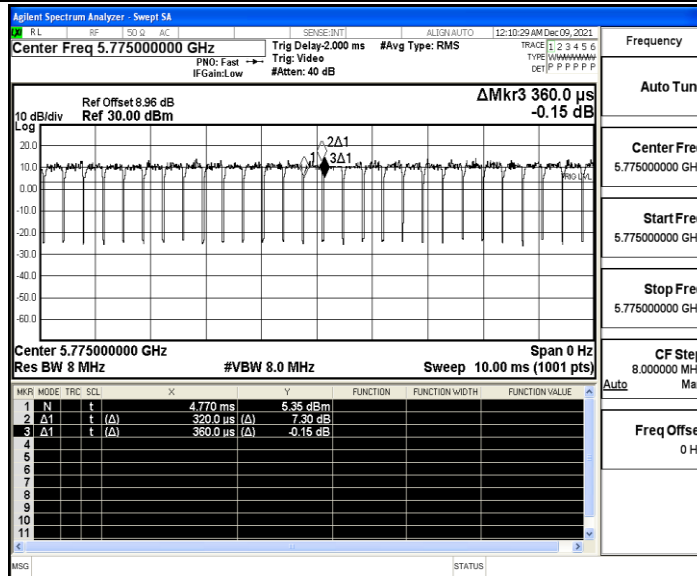 Agilent Spectrum Analyzer - Swept SA
RL RF 50 Ω AC SENSE:INT ALIGN AUTO 12:10:29 AM Dec 09, 2021
Center Freq 5.775000000 GHz
PNO: Fast
IFGain:Low
Trig Delay-2.000 ms
Trig: Video
#Atten: 40 dB
#Avg Type: RMS
TRACE 1 2 3 4 5 6
TYPE WWWWWW
DET P P P P P P
Frequency
Auto Tun
Center Fre
5.775000000 GH
Start Fre
5.775000000 GH
Stop Fre
5.775000000 GH
CF Step
8.000000 MH
Auto Ma
Freq Offse
0 H
10 dB/div
Log
Ref Offset 8.96 dB
Ref 30.00 dBm
ΔMkr3 360.0 µs
-0.15 dB
20.0
10.0
0.00
-10.0
-20.0
-30.0
-40.0
-50.0
-60.0
1
2Δ1
3Δ1
TRIG LVL
Center 5.775000000 GHz Span 0 Hz
Res BW 8 MHz #VBW 8.0 MHz Sweep 10.00 ms (1001 pts)
MKR MODE TRC SCL X Y FUNCTION FUNCTION WIDTH FUNCTION VALUE
1 N t 4.770 ms 5.35 dBm
2 Δ1 t (Δ) 320.0 µs (Δ) 7.30 dB
3 Δ1 t (Δ) 360.0 µs (Δ) -0.15 dB
4
5
6
7
8
9
10
11
MSG STATUS